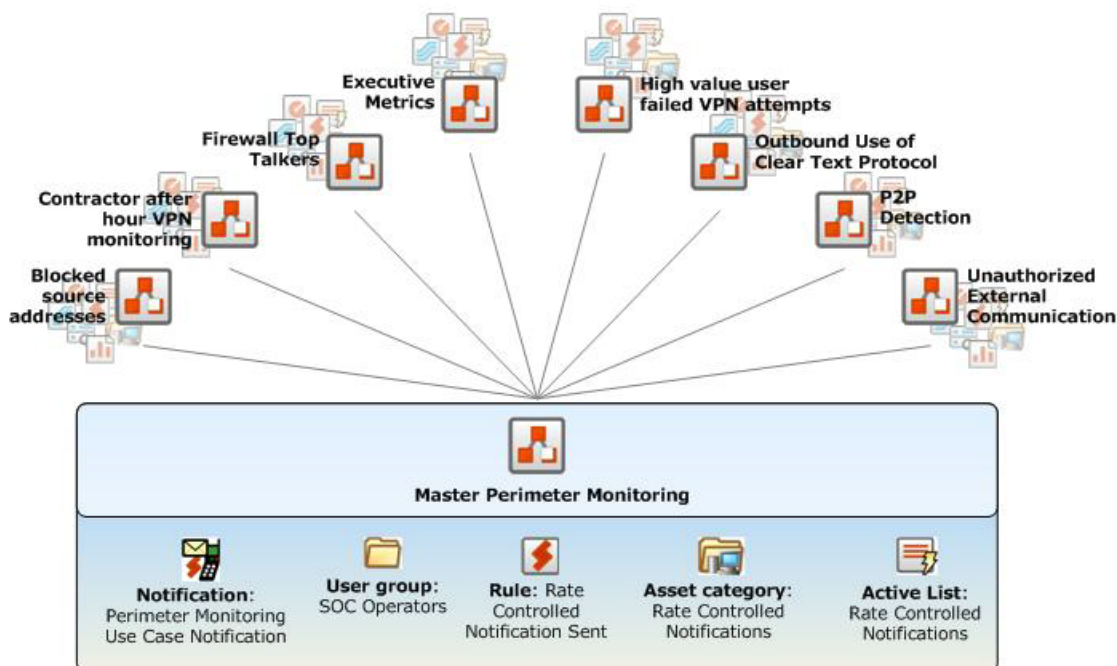 Executive
Metrics
High value user
failed VPN attempts
Firewall Top
Talkers
Outbound Use of
Clear Text Protocol
Contractor after
hour VPN
monitoring
P2P
Detection
Blocked
source
addresses
Unauthorized
External
Communication
Master Perimeter Monitoring
Notification:
Perimeter Monitoring
Use Case Notification
User group:
SOC Operators
Rule: Rate
Controlled
Notification Sent
Asset category:
Rate Controlled
Notifications
Active List:
Rate Controlled
Notifications